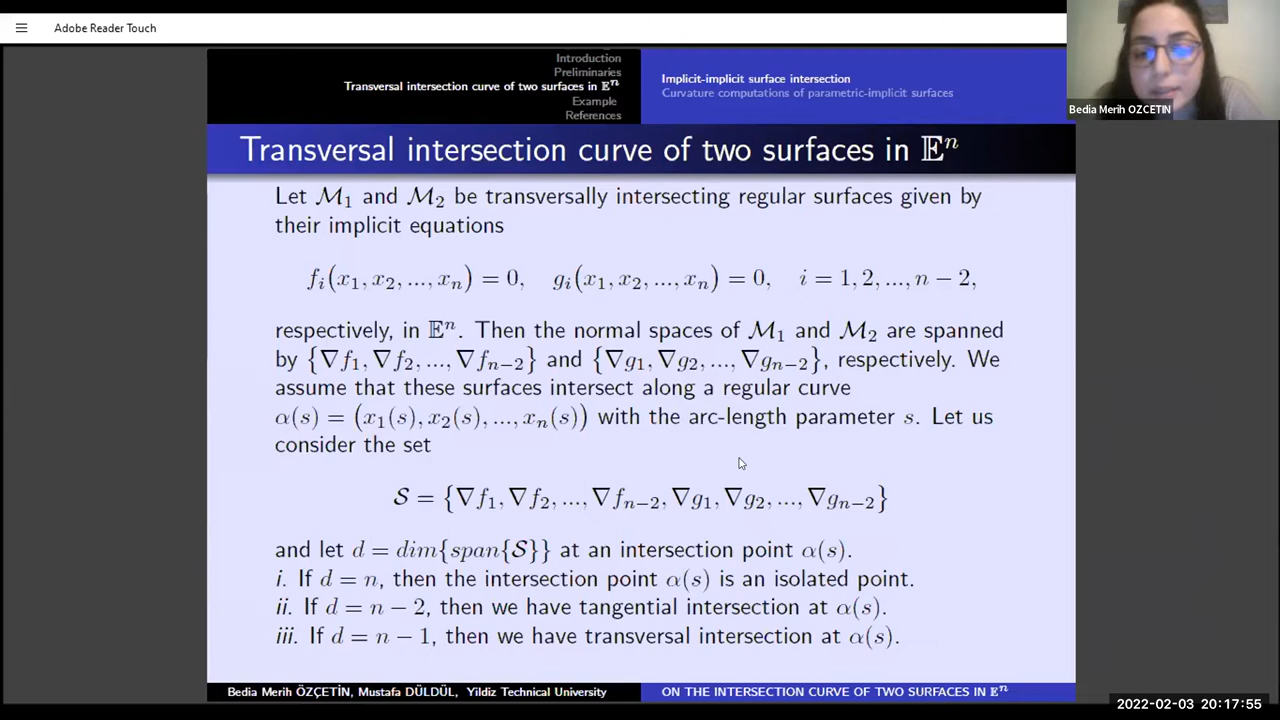 Adobe Reader Touch
Introduction
Preliminaries
Transversal intersection curve of two surfaces in 𝔼ⁿ
Example
References
Implicit-implicit surface intersection
Curvature computations of parametric-implicit surfaces
Bedia Merih OZCETIN
Transversal intersection curve of two surfaces in 𝔼ⁿ
Let ℳ₁ and ℳ₂ be transversally intersecting regular surfaces given by
their implicit equations
fᵢ(x₁, x₂, ..., xₙ) = 0, gᵢ(x₁, x₂, ..., xₙ) = 0, i = 1, 2, ..., n − 2,
respectively, in 𝔼ⁿ. Then the normal spaces of ℳ₁ and ℳ₂ are spanned
by {∇f₁, ∇f₂, ..., ∇fₙ₋₂} and {∇g₁, ∇g₂, ..., ∇gₙ₋₂}, respectively. We
assume that these surfaces intersect along a regular curve
α(s) = (x₁(s), x₂(s), ..., xₙ(s)) with the arc-length parameter s. Let us
consider the set
𝒮 = {∇f₁, ∇f₂, ..., ∇fₙ₋₂, ∇g₁, ∇g₂, ..., ∇gₙ₋₂}
and let d = dim{span{𝒮}} at an intersection point α(s).
i. If d = n, then the intersection point α(s) is an isolated point.
ii. If d = n − 2, then we have tangential intersection at α(s).
iii. If d = n − 1, then we have transversal intersection at α(s).
Bedia Merih ÖZÇETİN, Mustafa DÜLDÜL, Yildiz Technical University
ON THE INTERSECTION CURVE OF TWO SURFACES IN 𝔼ⁿ
2022-02-03 20:17:55